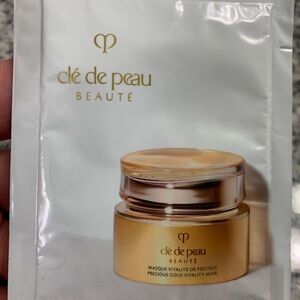 clé de peau
BEAUTÉ
clé de peau
BEAUTÉ
MASQUE VITALITÉ OR PRÉCIEUX
PRECIOUS GOLD VITALITY MASK